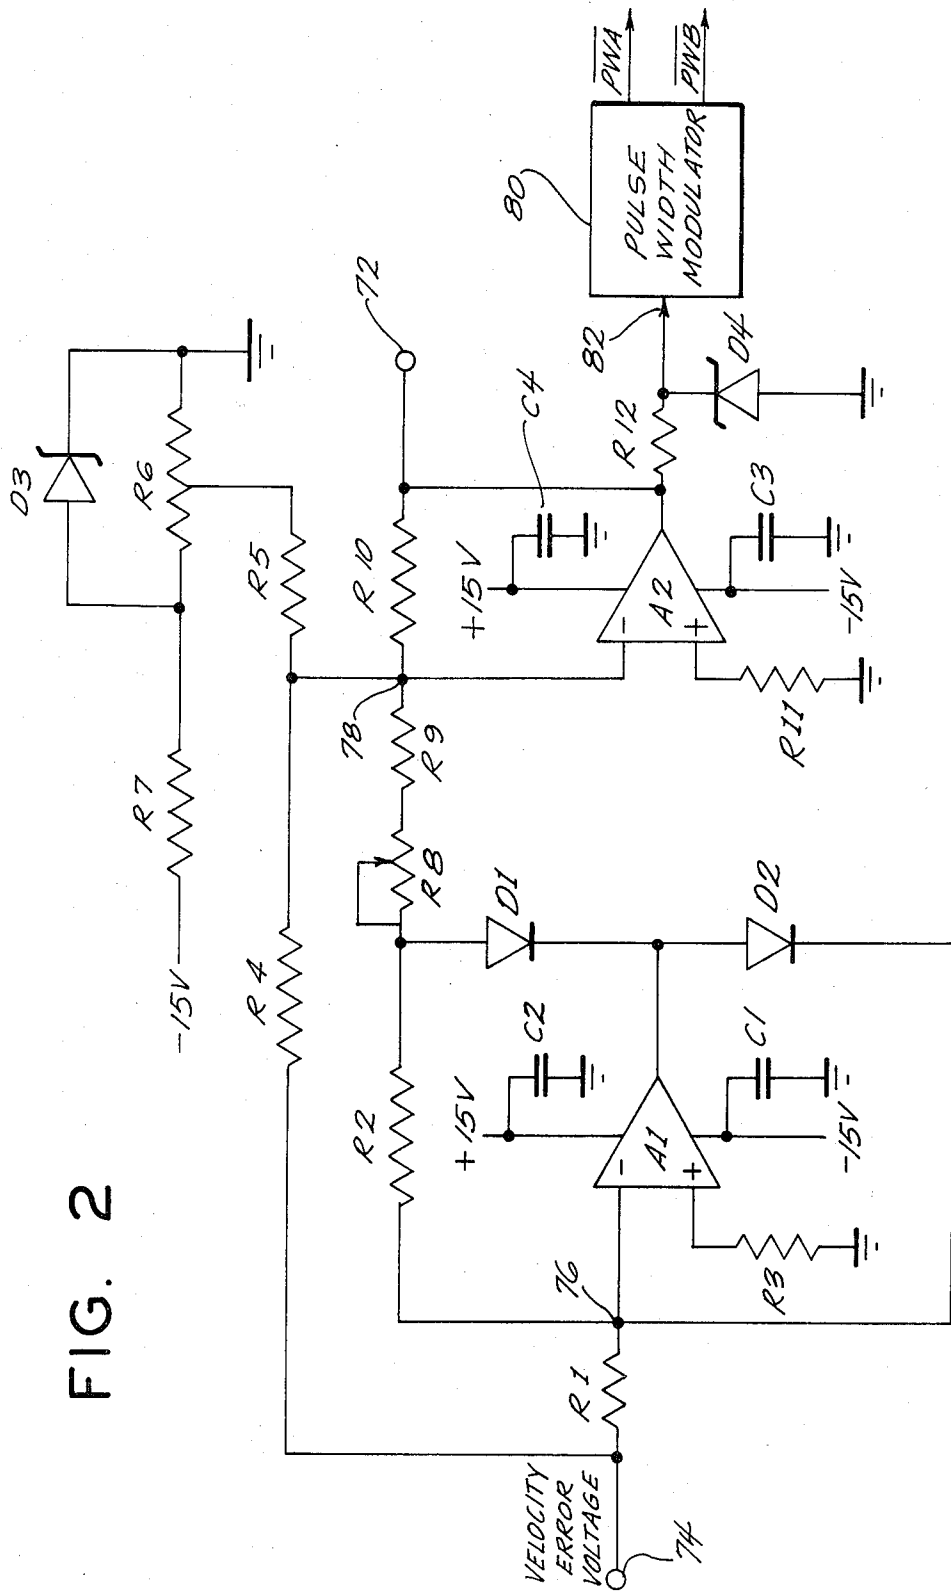 FIG. 2
D3
-15V
R7
R6
R5
R4
72
78
R10
R2
R8
R9
+15V
C2
D1
+15V
C4
80
PULSE
WIDTH
MODULATOR
PWA
PWB
82
R12
D4
VELOCITY
ERROR
VOLTAGE
74
R1
76
-
+
A1
-
+
A2
R3
-15V
C1
D2
R11
-15V
C3